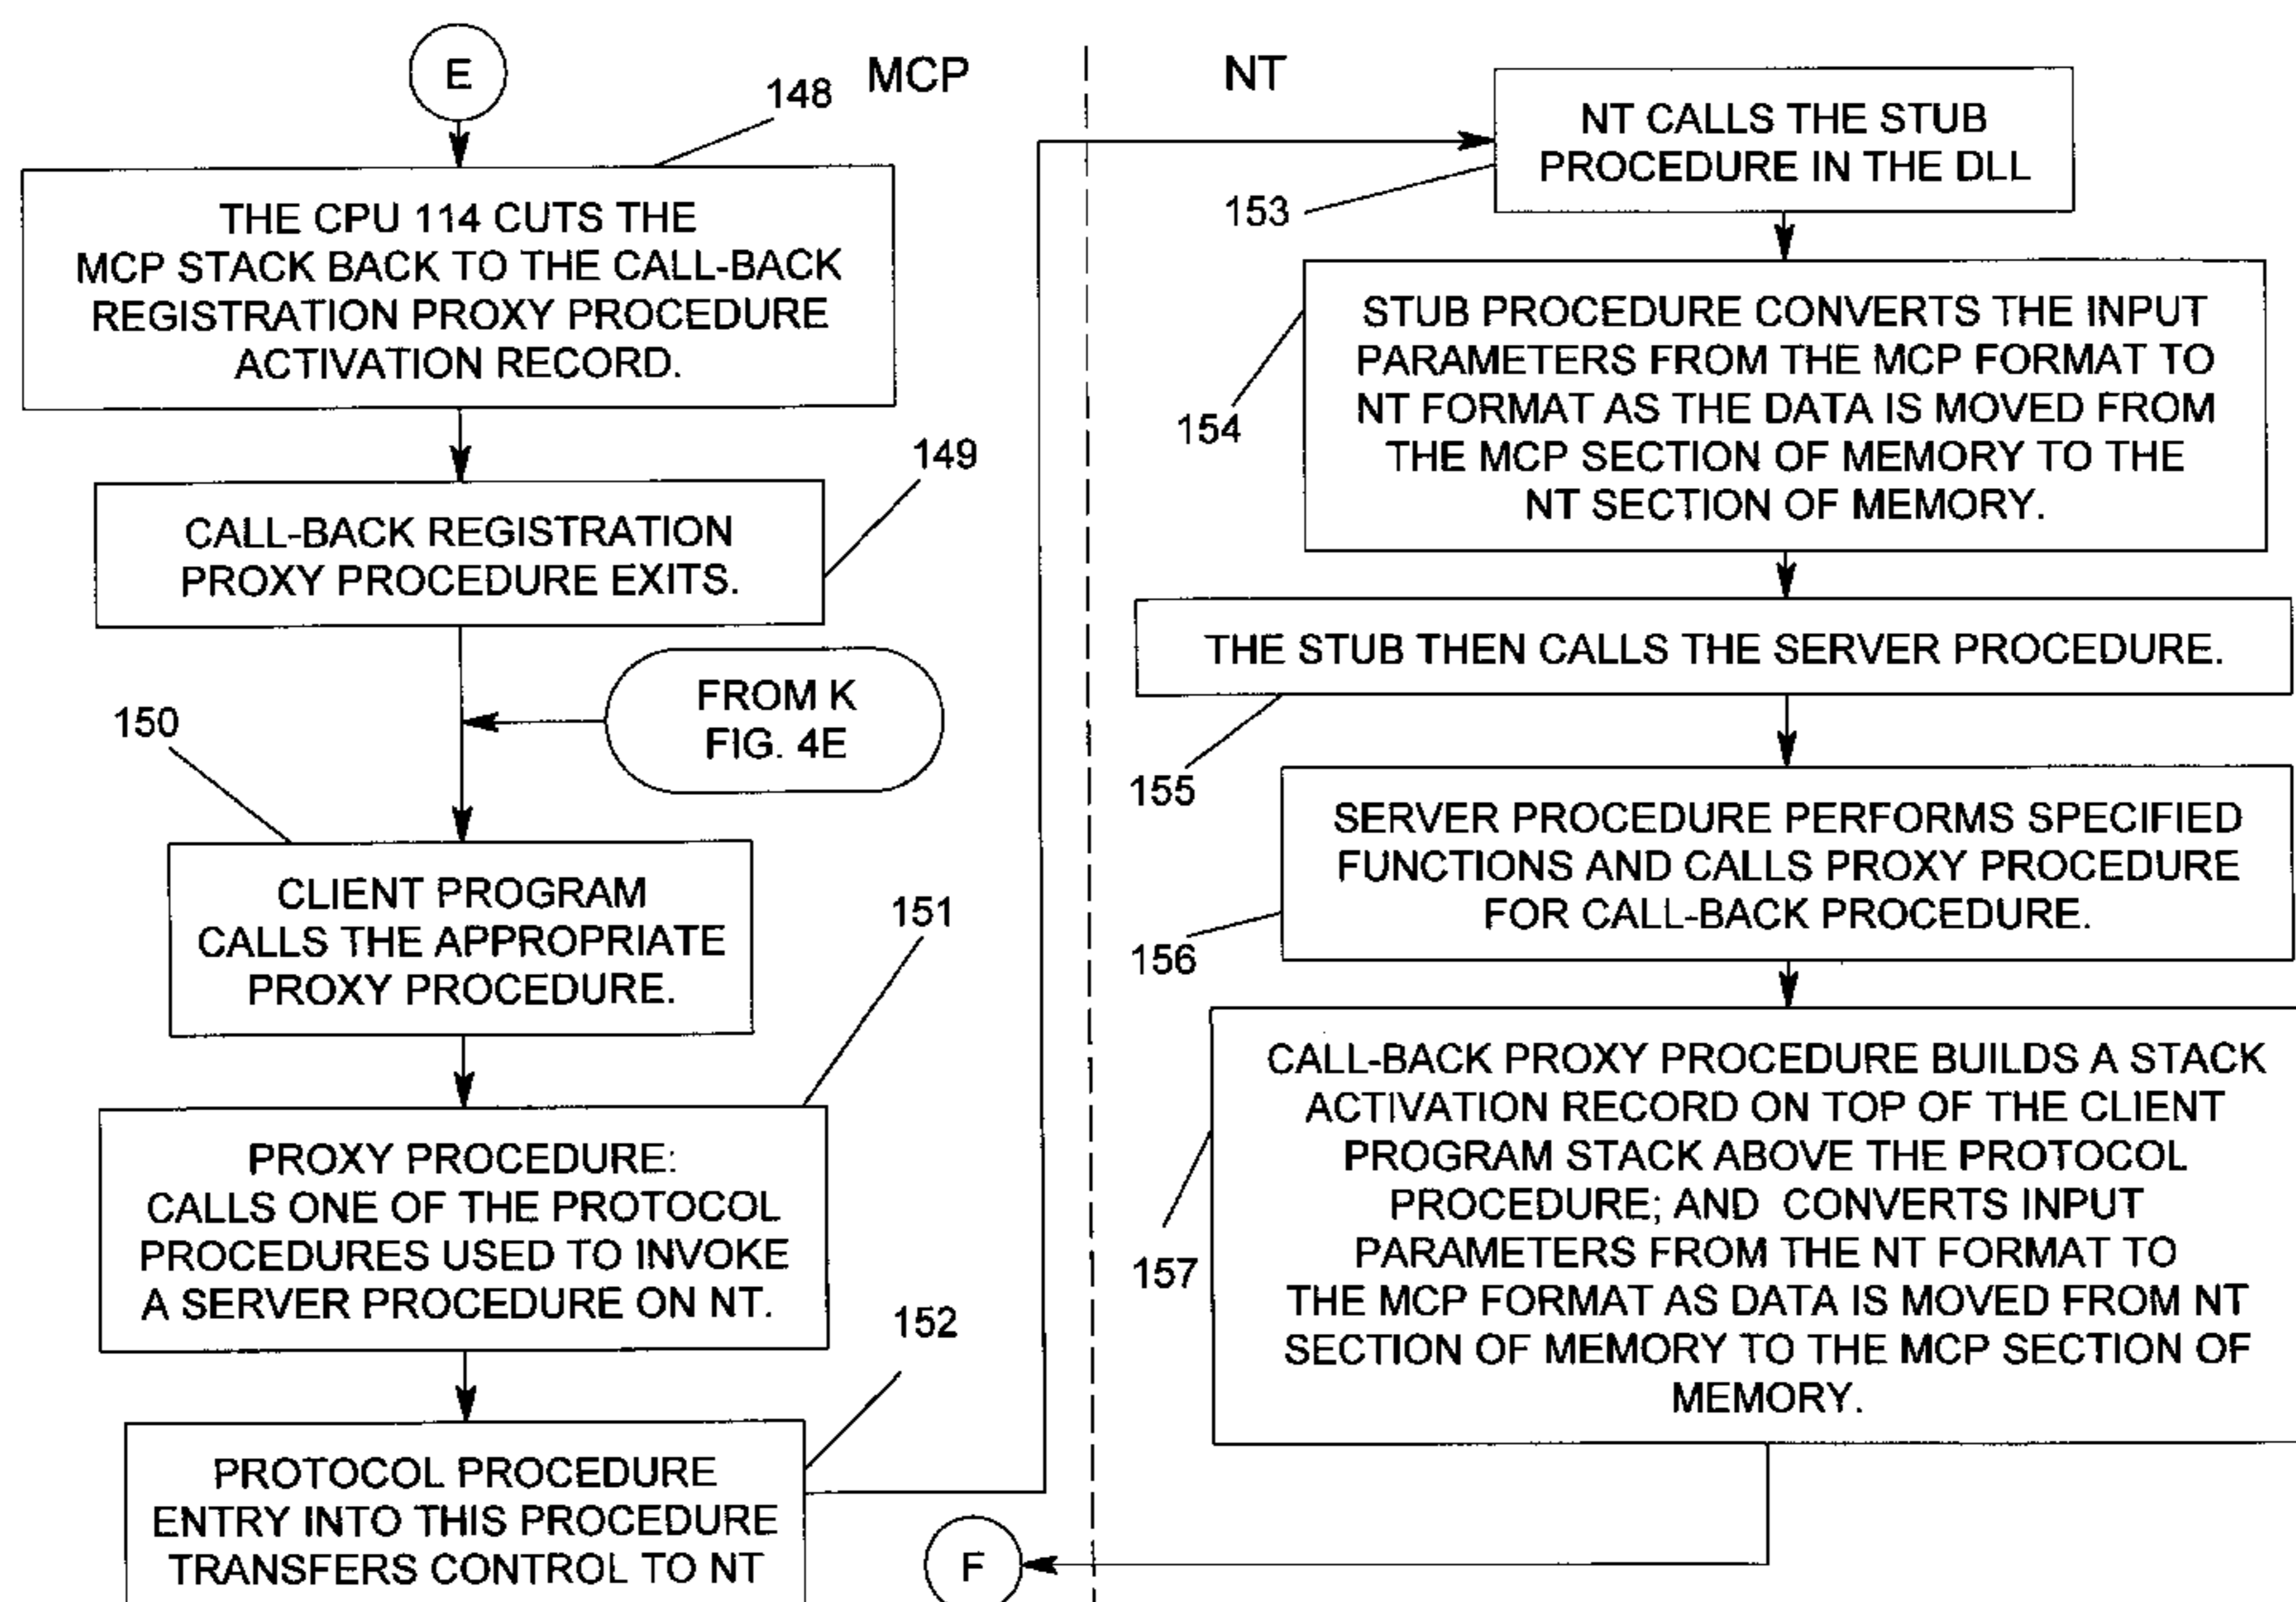 E
MCP
NT
148
THE CPU 114 CUTS THE
MCP STACK BACK TO THE CALL-BACK
REGISTRATION PROXY PROCEDURE
ACTIVATION RECORD.
149
CALL-BACK REGISTRATION
PROXY PROCEDURE EXITS.
FROM K
FIG. 4E
150
CLIENT PROGRAM
CALLS THE APPROPRIATE
PROXY PROCEDURE.
151
PROXY PROCEDURE:
CALLS ONE OF THE PROTOCOL
PROCEDURES USED TO INVOKE
A SERVER PROCEDURE ON NT.
152
PROTOCOL PROCEDURE
ENTRY INTO THIS PROCEDURE
TRANSFERS CONTROL TO NT
NT CALLS THE STUB
PROCEDURE IN THE DLL
153
STUB PROCEDURE CONVERTS THE INPUT
PARAMETERS FROM THE MCP FORMAT TO
NT FORMAT AS THE DATA IS MOVED FROM
THE MCP SECTION OF MEMORY TO THE
NT SECTION OF MEMORY.
154
THE STUB THEN CALLS THE SERVER PROCEDURE.
155
SERVER PROCEDURE PERFORMS SPECIFIED
FUNCTIONS AND CALLS PROXY PROCEDURE
FOR CALL-BACK PROCEDURE.
156
CALL-BACK PROXY PROCEDURE BUILDS A STACK
ACTIVATION RECORD ON TOP OF THE CLIENT
PROGRAM STACK ABOVE THE PROTOCOL
PROCEDURE; AND CONVERTS INPUT
PARAMETERS FROM THE NT FORMAT TO
THE MCP FORMAT AS DATA IS MOVED FROM NT
SECTION OF MEMORY TO THE MCP SECTION OF
MEMORY.
157
F